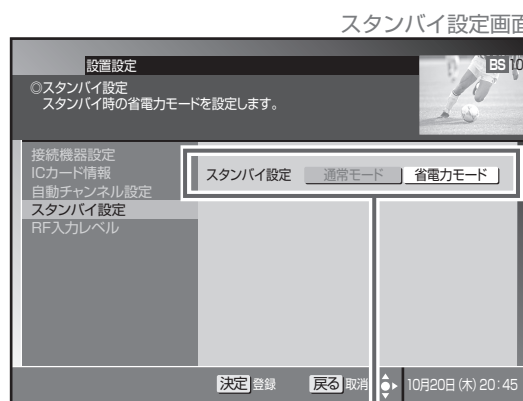 スタンバイ設定画面
設置設定
BS 10
◎スタンバイ設定
スタンバイ時の省電力モードを設定します。
接続機器設定
ICカード情報
自動チャンネル設定
スタンバイ設定
RF入力レベル
スタンバイ設定 通常モード 省電力モード
決定 登録 戻る 取消 10月20日(木) 20:45